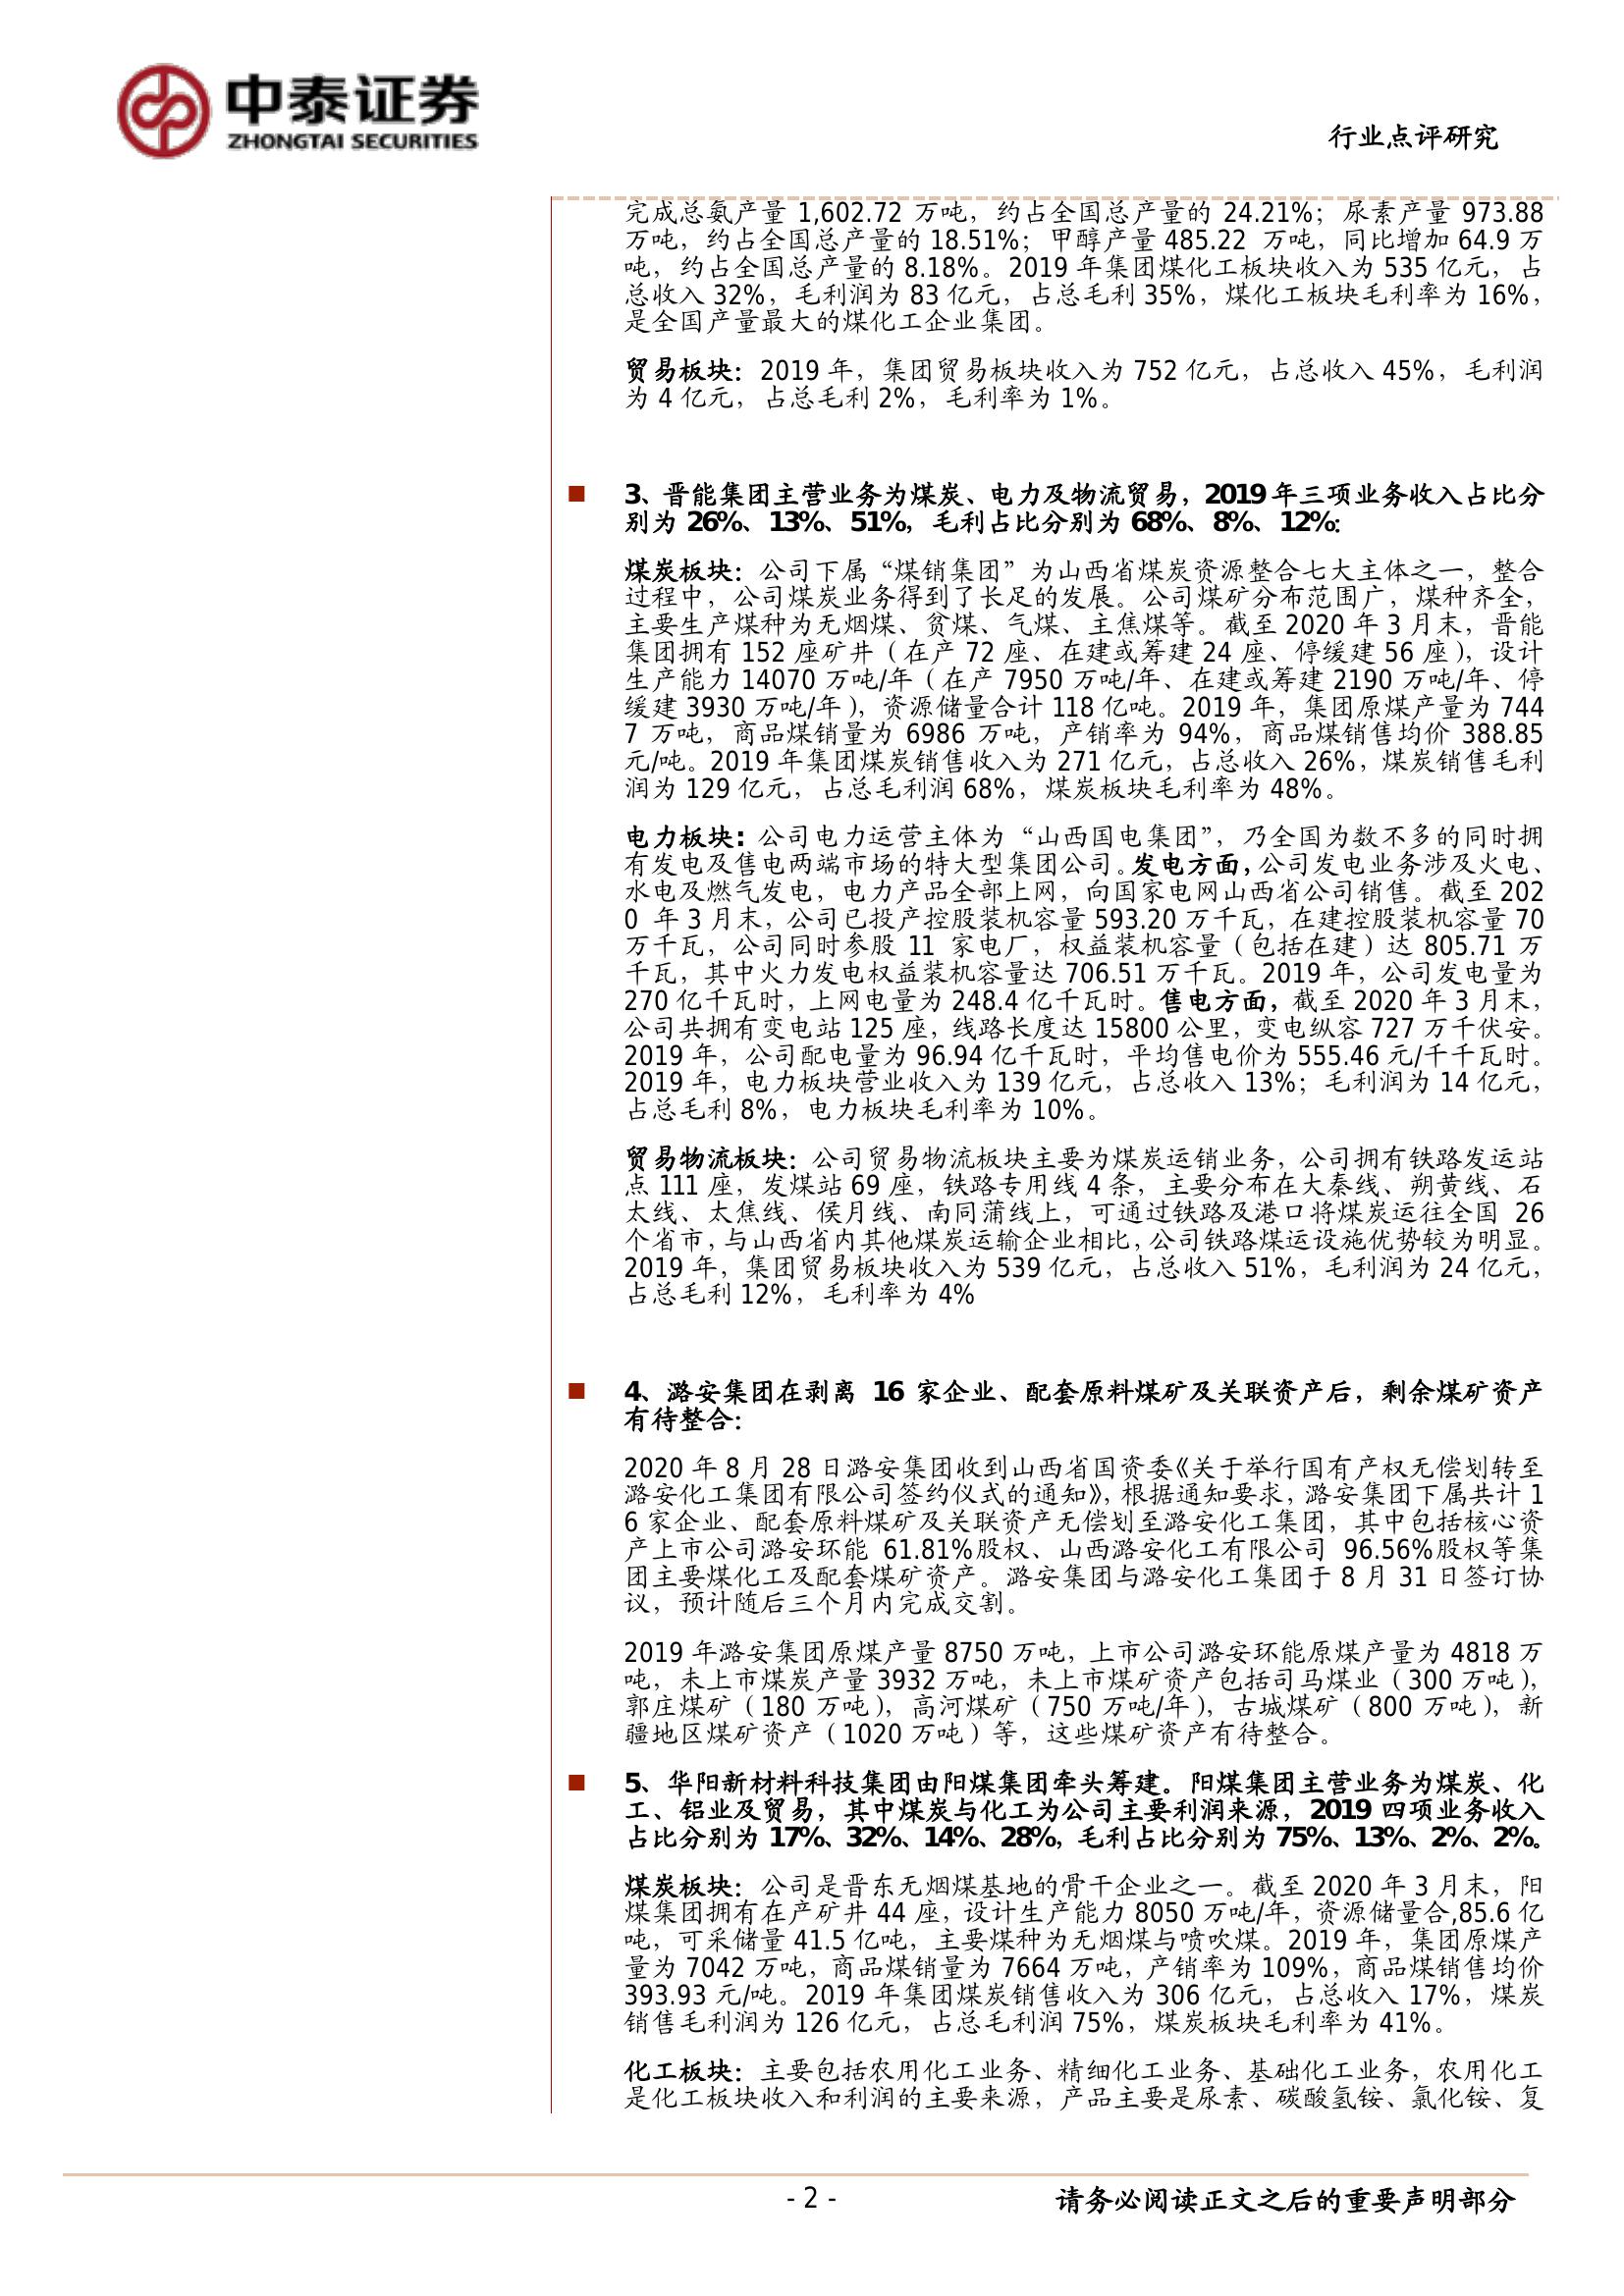 中泰证券
ZHONGTAI SECURITIES
行业点评研究
完成总氨产量 1,602.72 万吨，约占全国总产量的 24.21%；尿素产量 973.88
万吨，约占全国总产量的 18.51%；甲醇产量 485.22 万吨，同比增加 64.9 万
吨，约占全国总产量的 8.18%。2019 年集团煤化工板块收入为 535 亿元，占
总收入 32%，毛利润为 83 亿元，占总毛利 35%，煤化工板块毛利率为 16%，
是全国产量最大的煤化工企业集团。
贸易板块：2019 年，集团贸易板块收入为 752 亿元，占总收入 45%，毛利润
为 4 亿元，占总毛利 2%，毛利率为 1%。
■ 3、晋能集团主营业务为煤炭、电力及物流贸易，2019 年三项业务收入占比分
别为 26%、13%、51%，毛利占比分别为 68%、8%、12%：
煤炭板块：公司下属“煤销集团”为山西省煤炭资源整合七大主体之一，整合
过程中，公司煤炭业务得到了长足的发展。公司煤矿分布范围广，煤种齐全，
主要生产煤种为无烟煤、贫煤、气煤、主焦煤等。截至 2020 年 3 月末，晋能
集团拥有 152 座矿井（在产 72 座、在建或筹建 24 座、停缓建 56 座），设计
生产能力 14070 万吨/年（在产 7950 万吨/年、在建或筹建 2190 万吨/年、停
缓建 3930 万吨/年），资源储量合计 118 亿吨。2019 年，集团原煤产量为 744
7 万吨，商品煤销量为 6986 万吨，产销率为 94%，商品煤销售均价 388.85
元/吨。2019 年集团煤炭销售收入为 271 亿元，占总收入 26%，煤炭销售毛利
润为 129 亿元，占总毛利润 68%，煤炭板块毛利率为 48%。
电力板块：公司电力运营主体为“山西国电集团”，乃全国为数不多的同时拥
有发电及售电两端市场的特大型集团公司。发电方面，公司发电业务涉及火电、
水电及燃气发电，电力产品全部上网，向国家电网山西省公司销售。截至 202
0 年 3 月末，公司已投产控股装机容量 593.20 万千瓦，在建控股装机容量 70
万千瓦，公司同时参股 11 家电厂，权益装机容量（包括在建）达 805.71 万
千瓦，其中火力发电权益装机容量达 706.51 万千瓦。2019 年，公司发电量为
270 亿千瓦时，上网电量为 248.4 亿千瓦时。售电方面，截至 2020 年 3 月末，
公司共拥有变电站 125 座，线路长度达 15800 公里，变电纵容 727 万千伏安。
2019 年，公司配电量为 96.94 亿千瓦时，平均售电价为 555.46 元/千千瓦时。
2019 年，电力板块营业收入为 139 亿元，占总收入 13%；毛利润为 14 亿元，
占总毛利 8%，电力板块毛利率为 10%。
贸易物流板块：公司贸易物流板块主要为煤炭运销业务，公司拥有铁路发运站
点 111 座，发煤站 69 座，铁路专用线 4 条，主要分布在大秦线、朔黄线、石
太线、太焦线、侯月线、南同蒲线上，可通过铁路及港口将煤炭运往全国 26
个省市，与山西省内其他煤炭运输企业相比，公司铁路煤运设施优势较为明显。
2019 年，集团贸易板块收入为 539 亿元，占总收入 51%，毛利润为 24 亿元，
占总毛利 12%，毛利率为 4%
■ 4、潞安集团在剥离 16 家企业、配套原料煤矿及关联资产后，剩余煤矿资产
有待整合：
2020 年 8 月 28 日潞安集团收到山西省国资委《关于举行国有产权无偿划转至
潞安化工集团有限公司签约仪式的通知》，根据通知要求，潞安集团下属共计 1
6 家企业、配套原料煤矿及关联资产无偿划至潞安化工集团，其中包括核心资
产上市公司潞安环能 61.81%股权、山西潞安化工有限公司 96.56%股权等集
团主要煤化工及配套煤矿资产。潞安集团与潞安化工集团于 8 月 31 日签订协
议，预计随后三个月内完成交割。
2019 年潞安集团原煤产量 8750 万吨，上市公司潞安环能原煤产量为 4818 万
吨，未上市煤炭产量 3932 万吨，未上市煤矿资产包括司马煤业（300 万吨），
郭庄煤矿（180 万吨），高河煤矿（750 万吨/年），古城煤矿（800 万吨），新
疆地区煤矿资产（1020 万吨）等，这些煤矿资产有待整合。
■ 5、华阳新材料科技集团由阳煤集团牵头筹建。阳煤集团主营业务为煤炭、化
工、铝业及贸易，其中煤炭与化工为公司主要利润来源，2019 四项业务收入
占比分别为 17%、32%、14%、28%，毛利占比分别为 75%、13%、2%、2%。
煤炭板块：公司是晋东无烟煤基地的骨干企业之一。截至 2020 年 3 月末，阳
煤集团拥有在产矿井 44 座，设计生产能力 8050 万吨/年，资源储量合,85.6 亿
吨，可采储量 41.5 亿吨，主要煤种为无烟煤与喷吹煤。2019 年，集团原煤产
量为 7042 万吨，商品煤销量为 7664 万吨，产销率为 109%，商品煤销售均价
393.93 元/吨。2019 年集团煤炭销售收入为 306 亿元，占总收入 17%，煤炭
销售毛利润为 126 亿元，占总毛利润 75%，煤炭板块毛利率为 41%。
化工板块：主要包括农用化工业务、精细化工业务、基础化工业务，农用化工
是化工板块收入和利润的主要来源，产品主要是尿素、碳酸氢铵、氯化铵、复
- 2 -
请务必阅读正文之后的重要声明部分